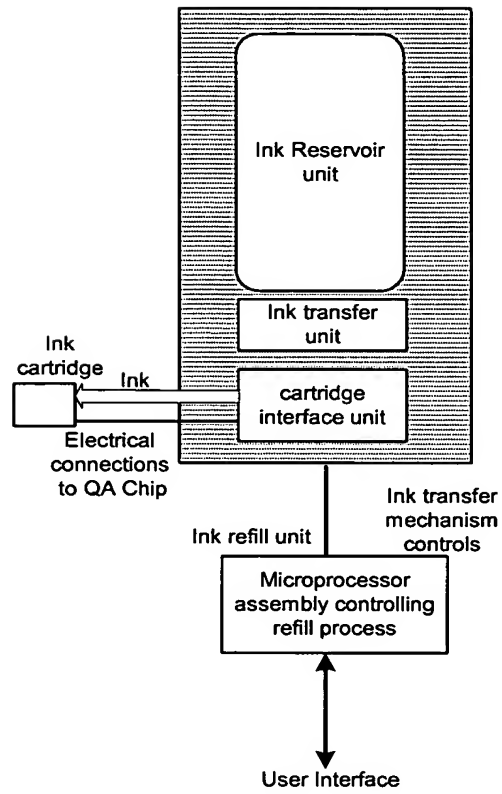 Ink Reservoir
unit
Ink transfer
unit
Ink
cartridge
Ink
cartridge
interface unit
Electrical
connections
to QA Chip
Ink transfer
mechanism
controls
Ink refill unit
Microprocessor
assembly controlling
refill process
User Interface